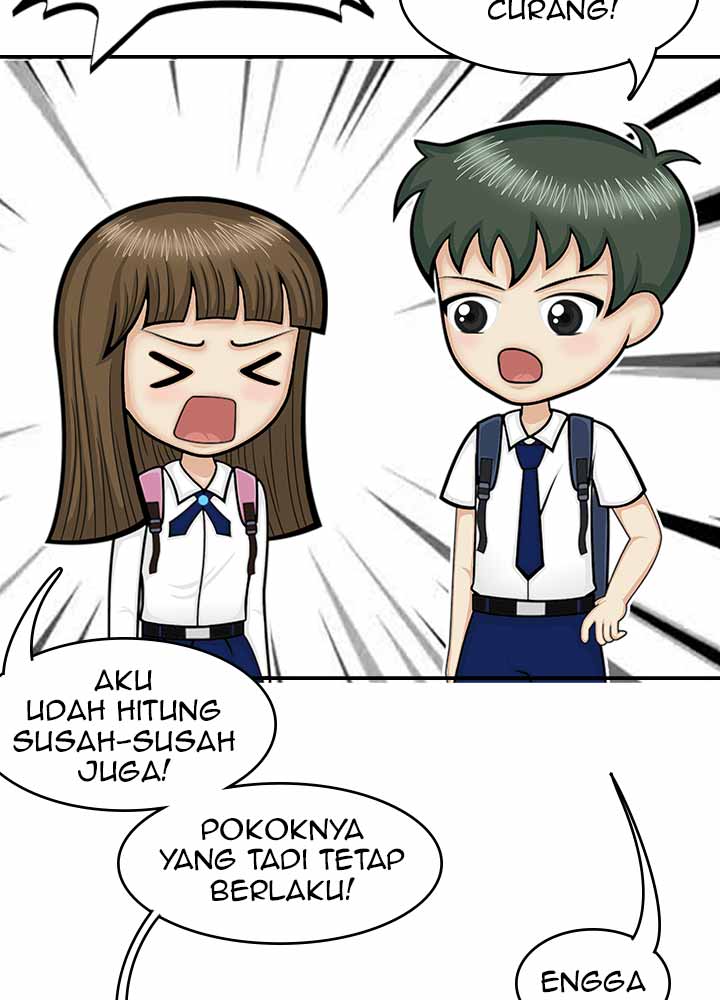 CURANG!
AKU
UDAH HITUNG
SUSAH-SUSAH
JUGA!
POKOKNYA
YANG TADI TETAP
BERLAKU!
ENGGA